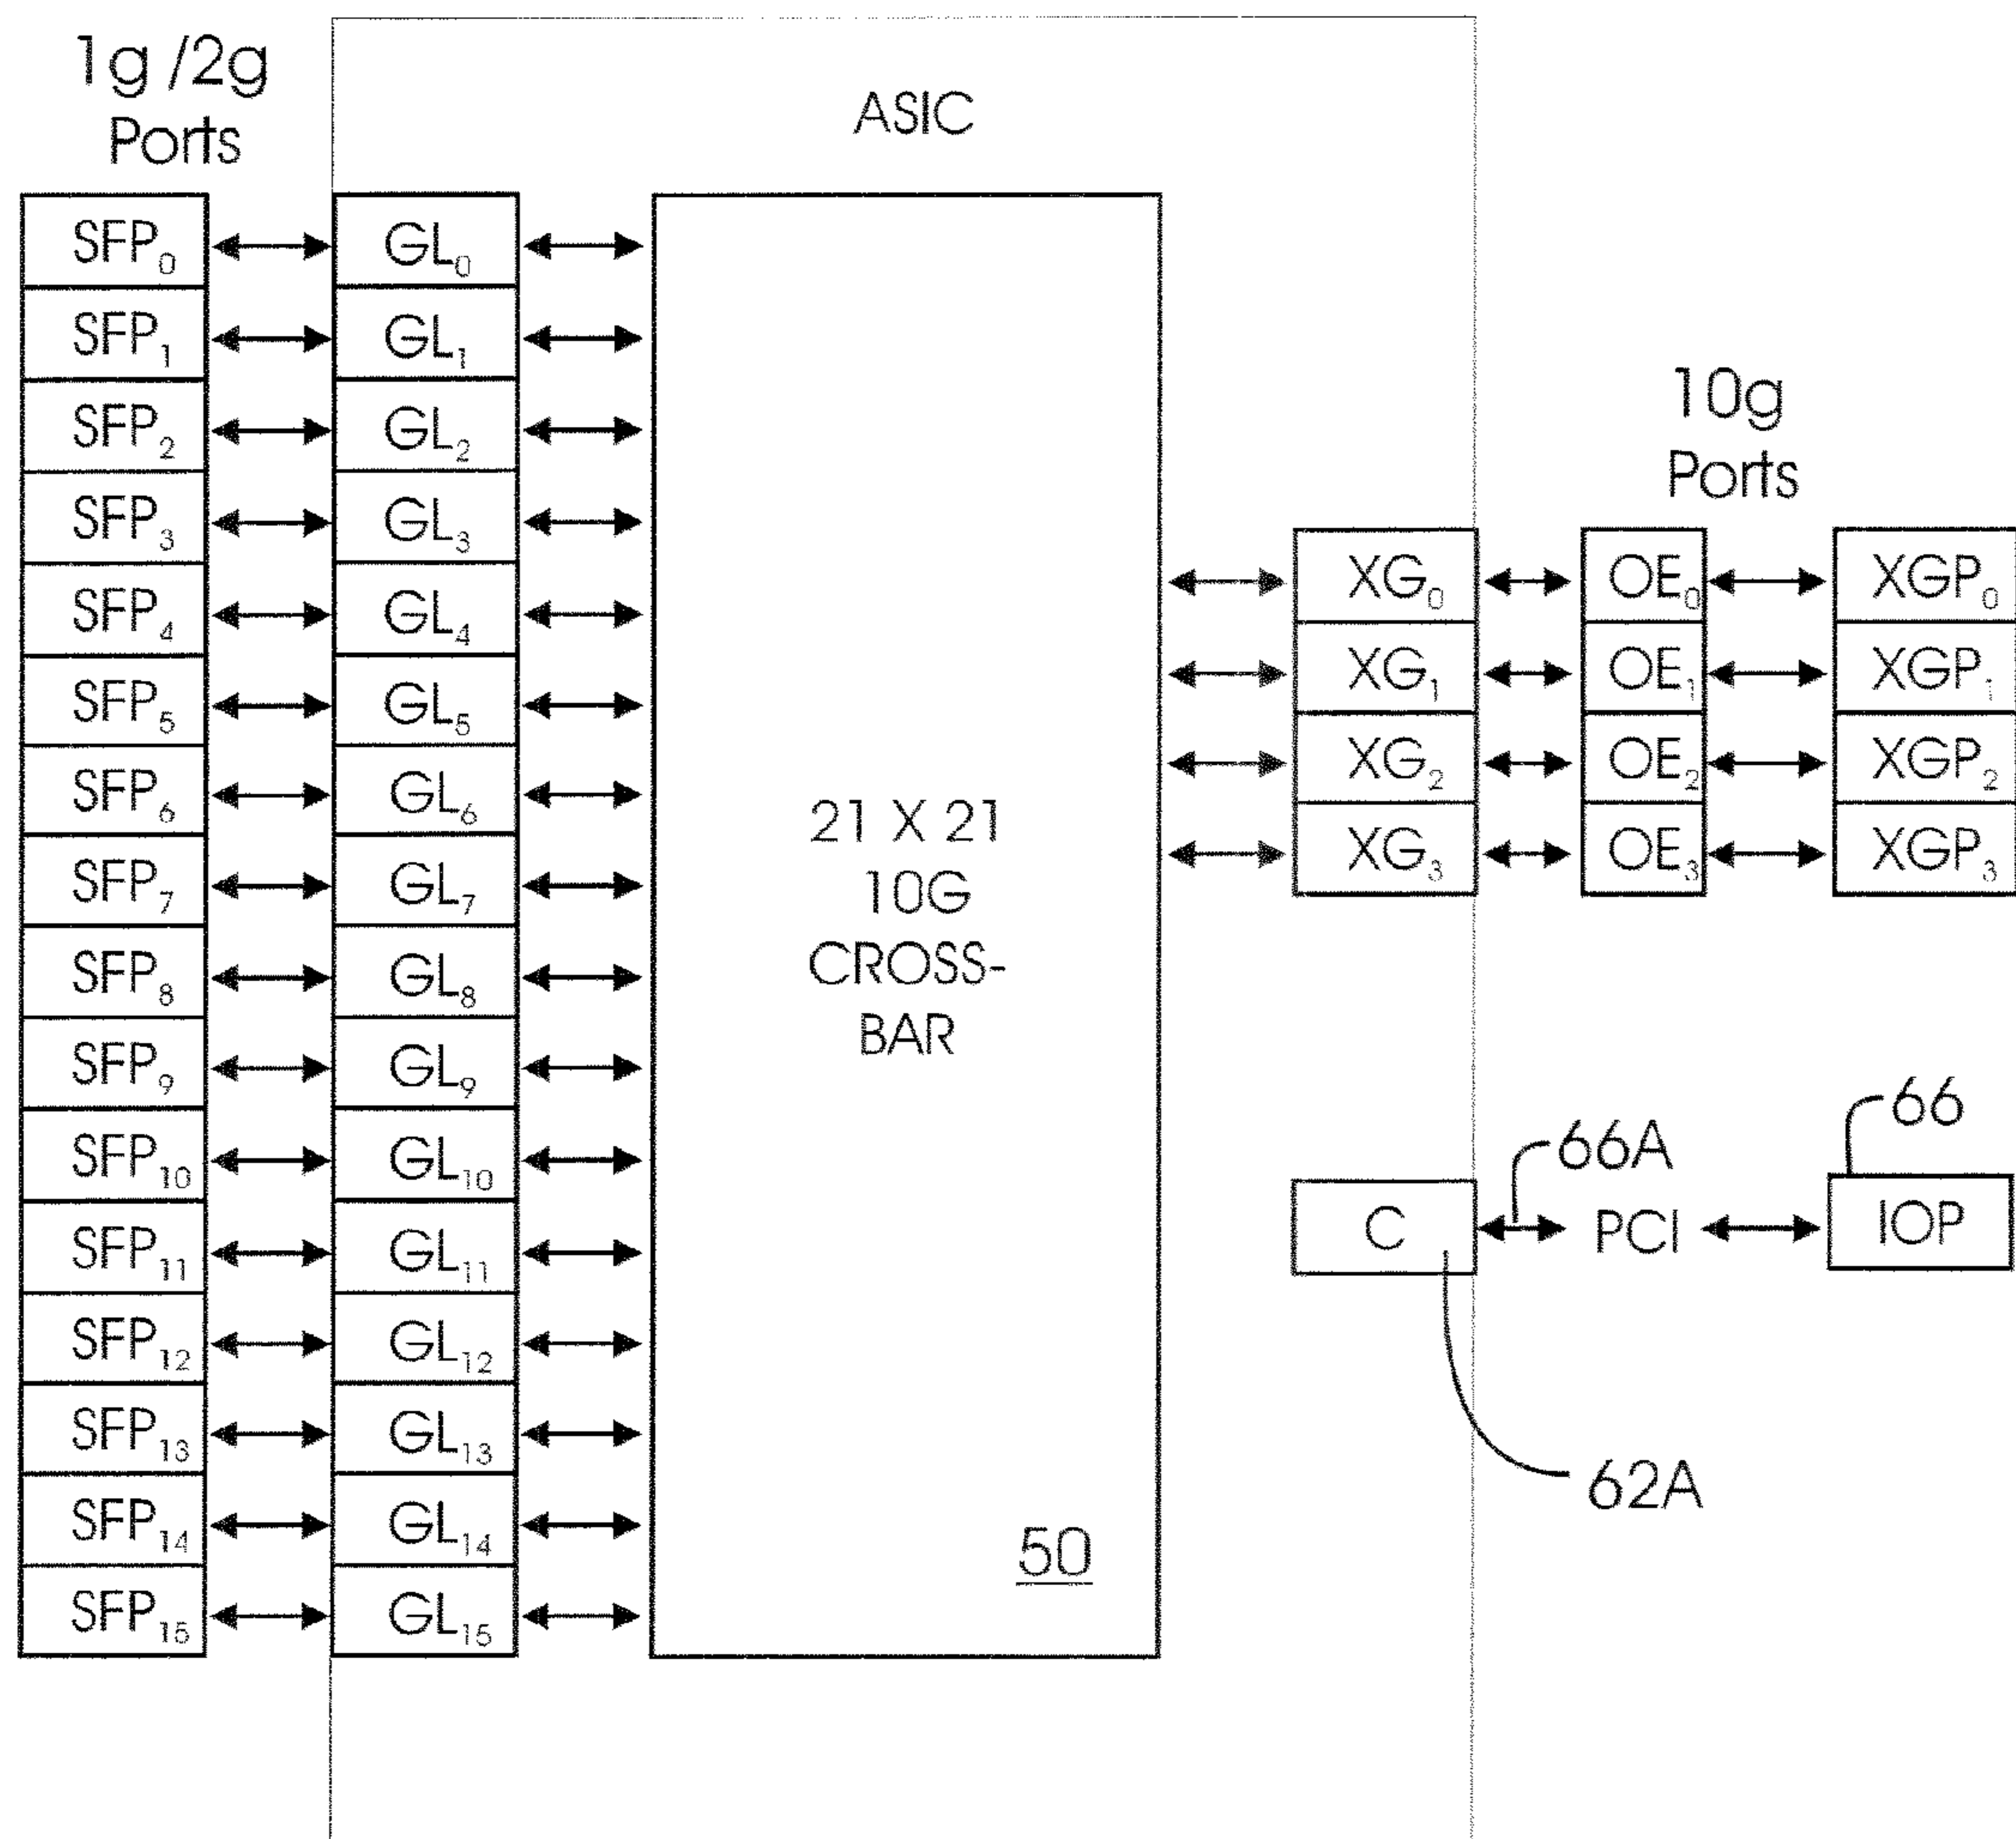 1g /2g
Ports
ASIC
SFP0
SFP1
SFP2
SFP3
SFP4
SFP5
SFP6
SFP7
SFP8
SFP9
SFP10
SFP11
SFP12
SFP13
SFP14
SFP15
GL0
GL1
GL2
GL3
GL4
GL5
GL6
GL7
GL8
GL9
GL10
GL11
GL12
GL13
GL14
GL15
21 X 21
10G
CROSS-
BAR
50
10g
Ports
XG0
XG1
XG2
XG3
OE0
OE1
OE2
OE3
XGP0
XGP1
XGP2
XGP3
66
66A
C
PCI
IOP
62A